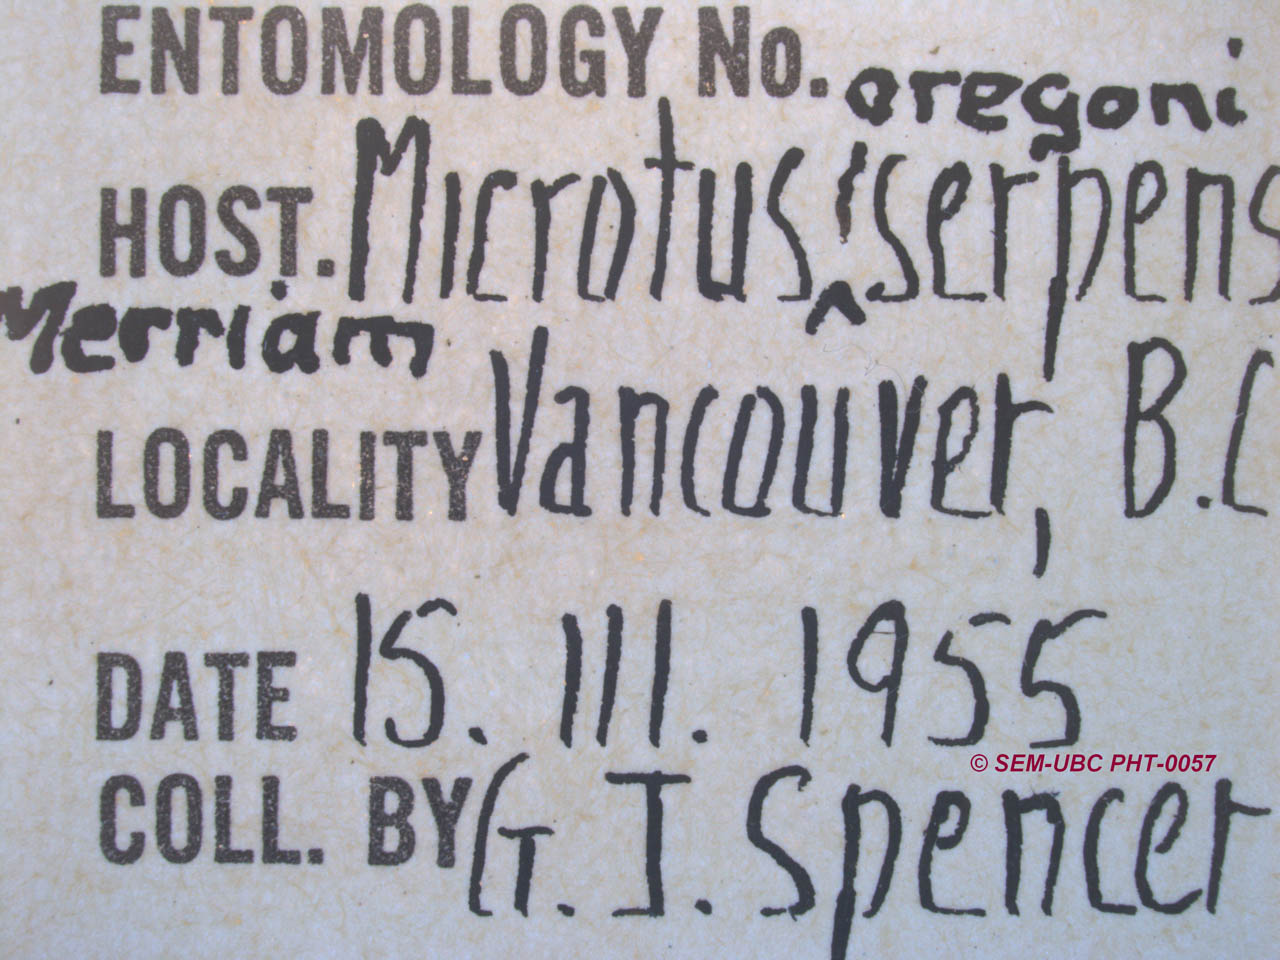 ENTOMOLOGY No.
oregoni
HOST. Microtus serpens
Merriam
LOCALITY Vancouver, B.C
DATE 15. III. 1955
© SEM-UBC PHT-0057
COLL. BY G. J. Spencer